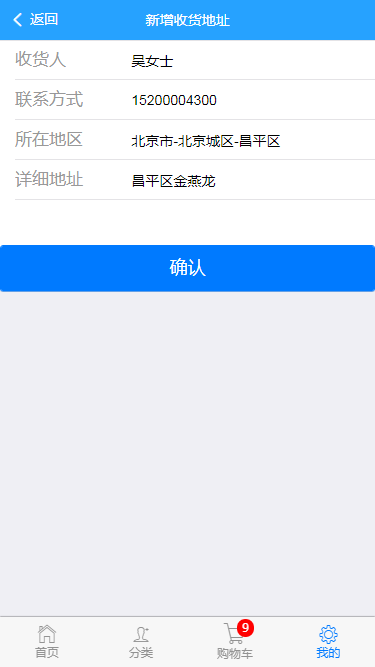 返回 新增收货地址
收货人 吴女士
联系方式 15200004300
所在地区 北京市-北京城区-昌平区
详细地址 昌平区金燕龙
确认
9
首页 分类 购物车 我的